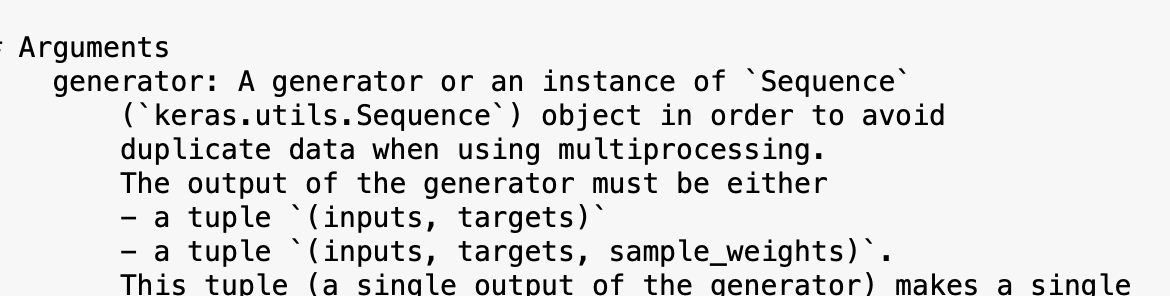 # Arguments
generator: A generator or an instance of `Sequence`
(`keras.utils.Sequence`) object in order to avoid
duplicate data when using multiprocessing.
The output of the generator must be either
- a tuple `(inputs, targets)`
- a tuple `(inputs, targets, sample_weights)`.
This tuple (a single output of the generator) makes a single